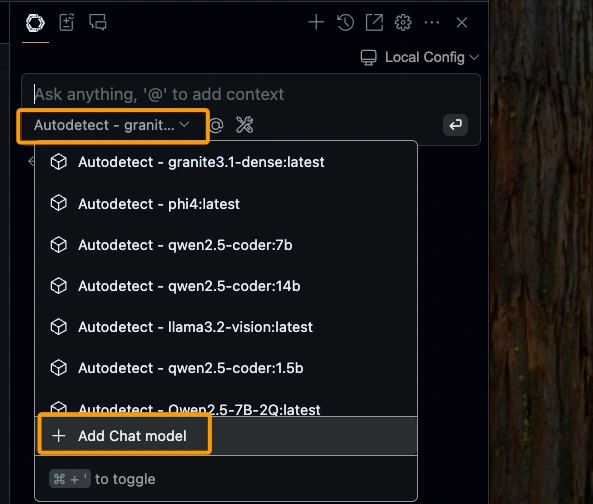 Local Config
Ask anything, '@' to add context
Autodetect - granit...
@
Autodetect - granite3.1-dense:latest
Autodetect - phi4:latest
Autodetect - qwen2.5-coder:7b
Autodetect - qwen2.5-coder:14b
Autodetect - llama3.2-vision:latest
Autodetect - qwen2.5-coder:1.5b
Autodetect - Qwen2.5-7B-2Q:latest
+ Add Chat model
⌘ + ' to toggle